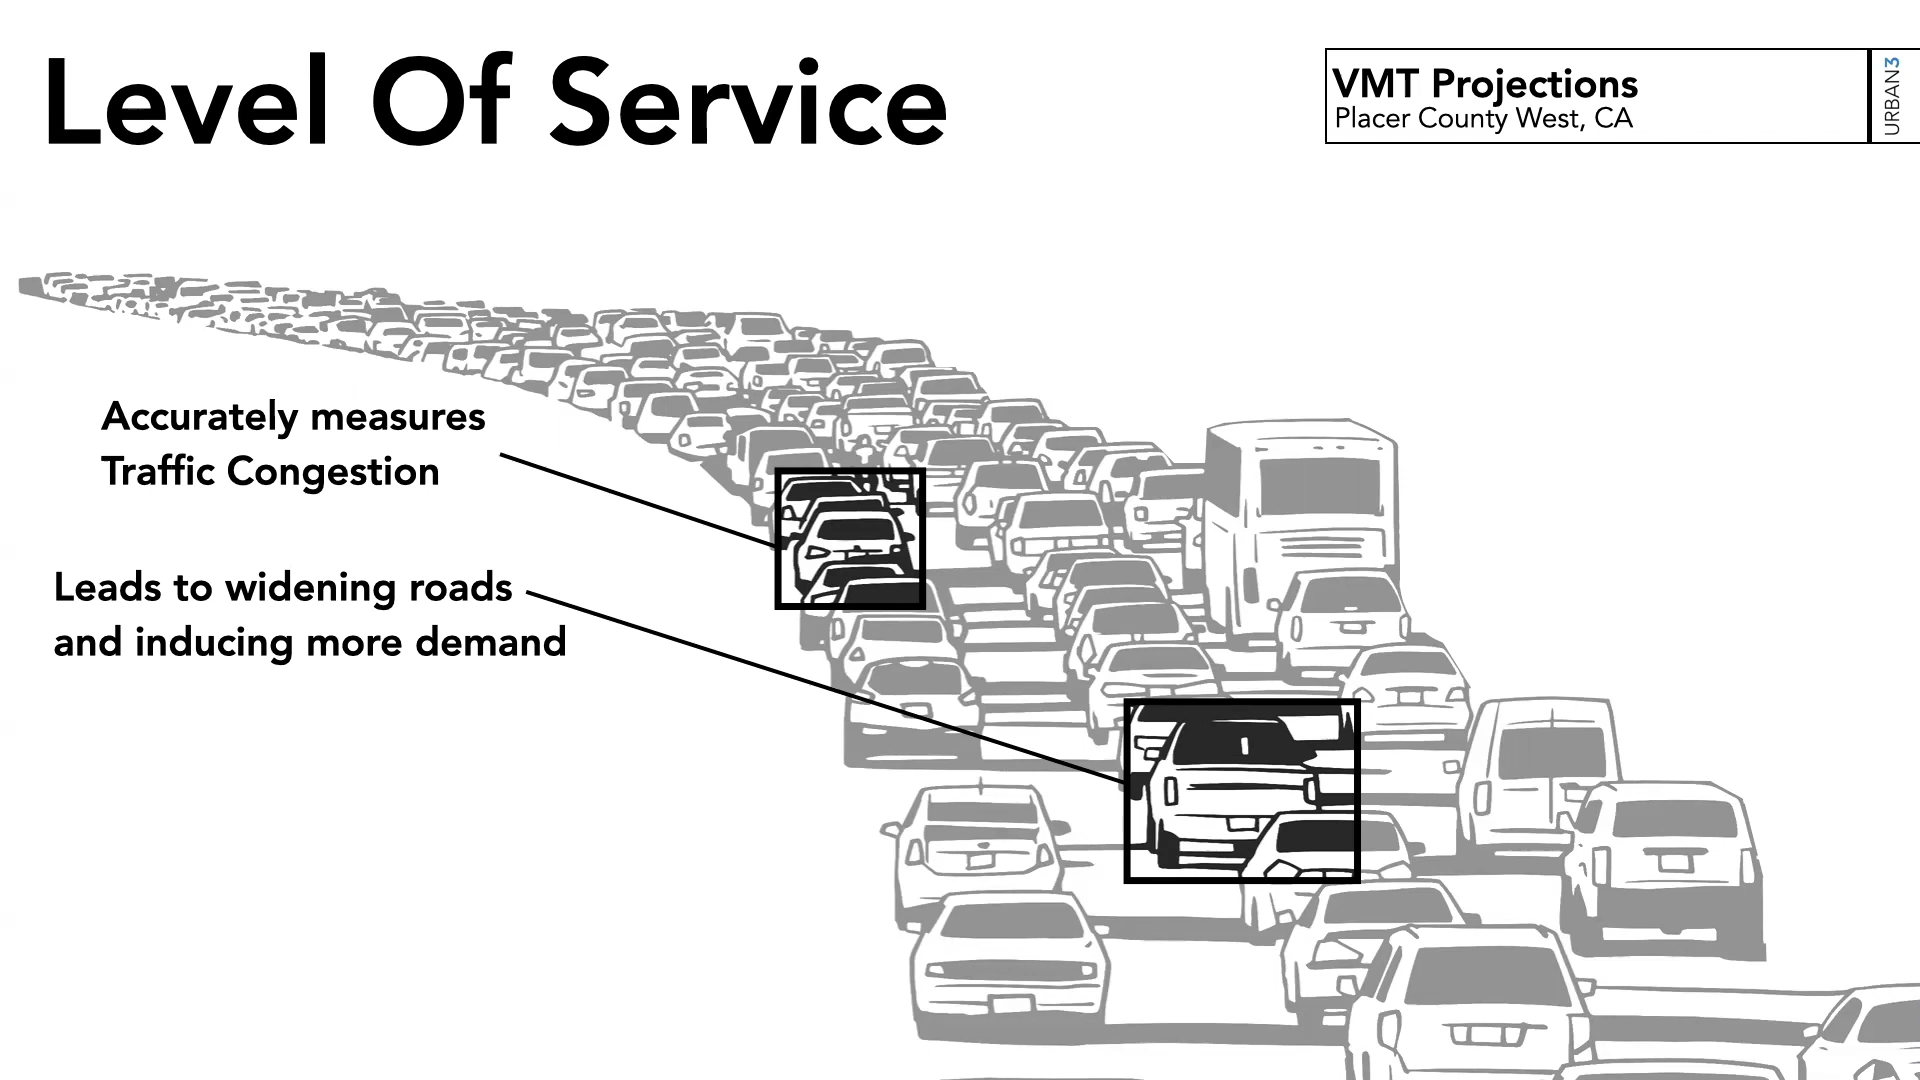 Level Of Service
VMT Projections
Placer County West, CA
URBAN3
Accurately measures
Traffic Congestion
Leads to widening roads
and inducing more demand